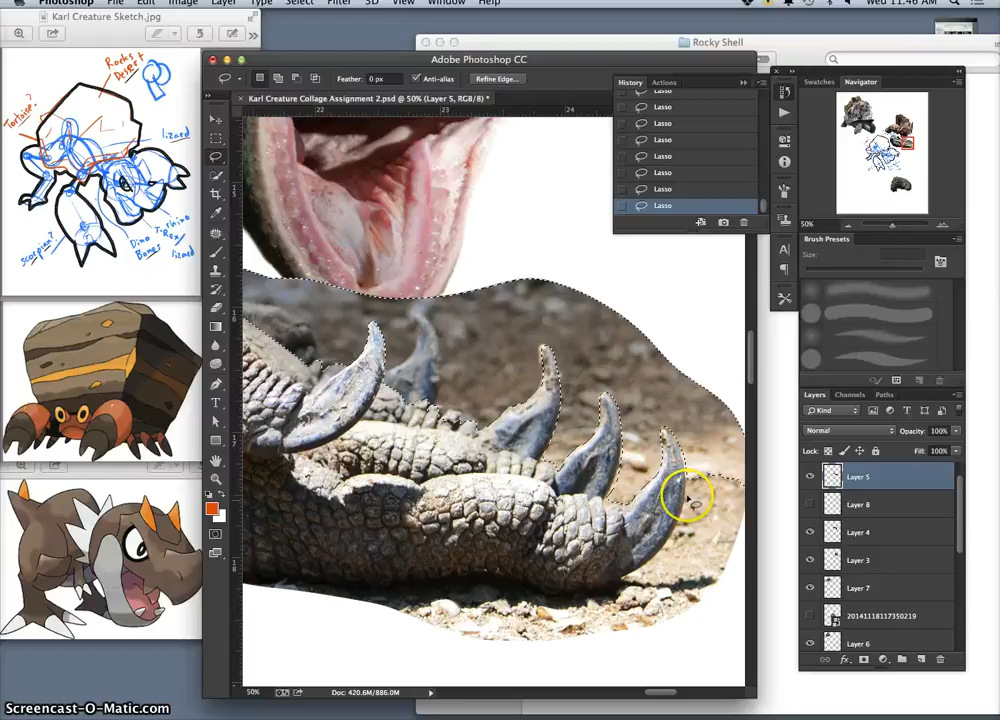 Photoshop File Edit Image Layer Type Select Filter 3D View Window Help
Wed 11:46 AM
Karl Creature Sketch.jpg
Rocky Shell
Adobe Photoshop CC
Feather: 0 px Anti-alias Refine Edge...
Karl Creature Collage Assignment 2.psd @ 50% (Layer 5, RGB/8) *
22 23 24
Rocks
Desert
Tortoise?
lizard
scorpion?
Dino
Bones
T-Rex
rhino
lizard
History Actions
Lasso
Lasso
Lasso
Lasso
Lasso
Lasso
Lasso
Swatches Navigator
50%
Brush Presets
Size:
Layers Channels Paths
Kind
Normal Opacity: 100%
Lock: Fill: 100%
Layer 5
Layer 8
Layer 4
Layer 3
Layer 7
20141118117350219
Layer 6
50% Doc: 420.6M/886.0M
Screencast-O-Matic.com